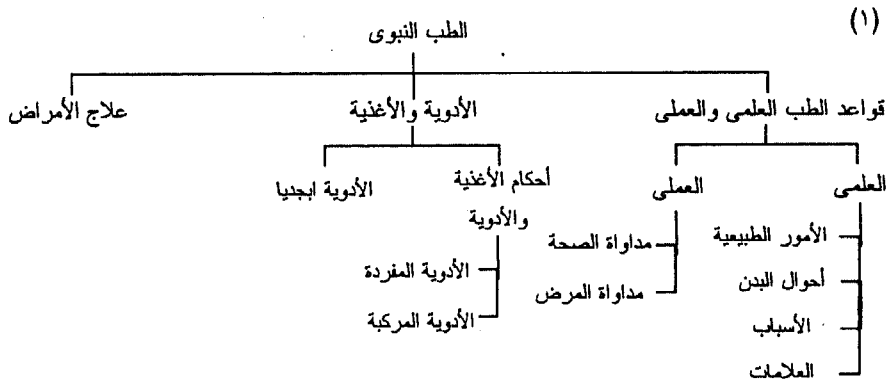 (١)
الطب النبوى
قواعد الطب العلمى والعملى
الأدوية والأغذية
علاج الأمراض
العلمى
العملى
أحكام الأغذية
والأدوية
الأدوية ابجديا
الأمور الطبيعية
أحوال البدن
الأسباب
العلامات
مداواة الصحة
مداواة المرض
الأدوية المفردة
الأدوية المركبة